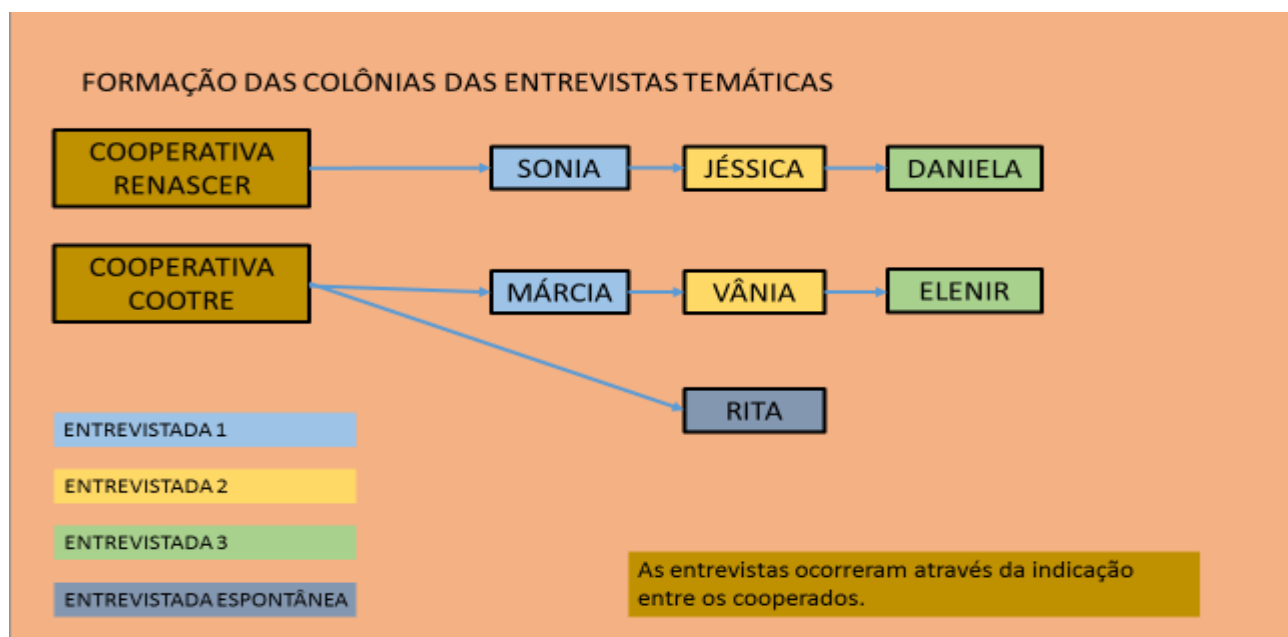 FORMAÇÃO DAS COLÔNIAS DAS ENTREVISTAS TEMÁTICAS
COOPERATIVA
RENASCER
SONIA
JÉSSICA
DANIELA
COOPERATIVA
COOTRE
MÁRCIA
VÂNIA
ELENIR
RITA
ENTREVISTADA 1
ENTREVISTADA 2
ENTREVISTADA 3
ENTREVISTADA ESPONTÂNEA
As entrevistas ocorreram através da indicação
entre os cooperados.